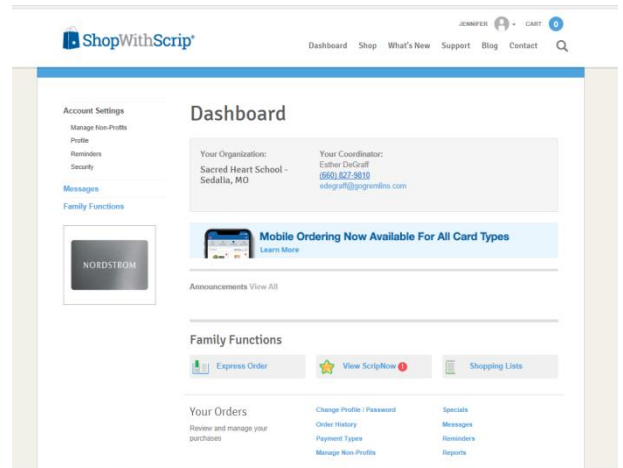 JENNIFER CART 0
ShopWithScrip®
Dashboard Shop What's New Support Blog Contact
Account Settings
Manage Non-Profits
Profile
Reminders
Security
Messages
Family Functions
NORDSTROM
Dashboard
Your Organization:
Sacred Heart School -
Sedalia, MO
Your Coordinator:
Esther DeGraff
(660) 827-9810
edegraff@gogremlins.com
Mobile Ordering Now Available For All Card Types
Learn More
Announcements View All
Family Functions
Express Order
View ScripNow 1
Shopping Lists
Your Orders
Review and manage your
purchases
Change Profile / Password
Order History
Payment Types
Manage Non-Profits
Specials
Messages
Reminders
Reports